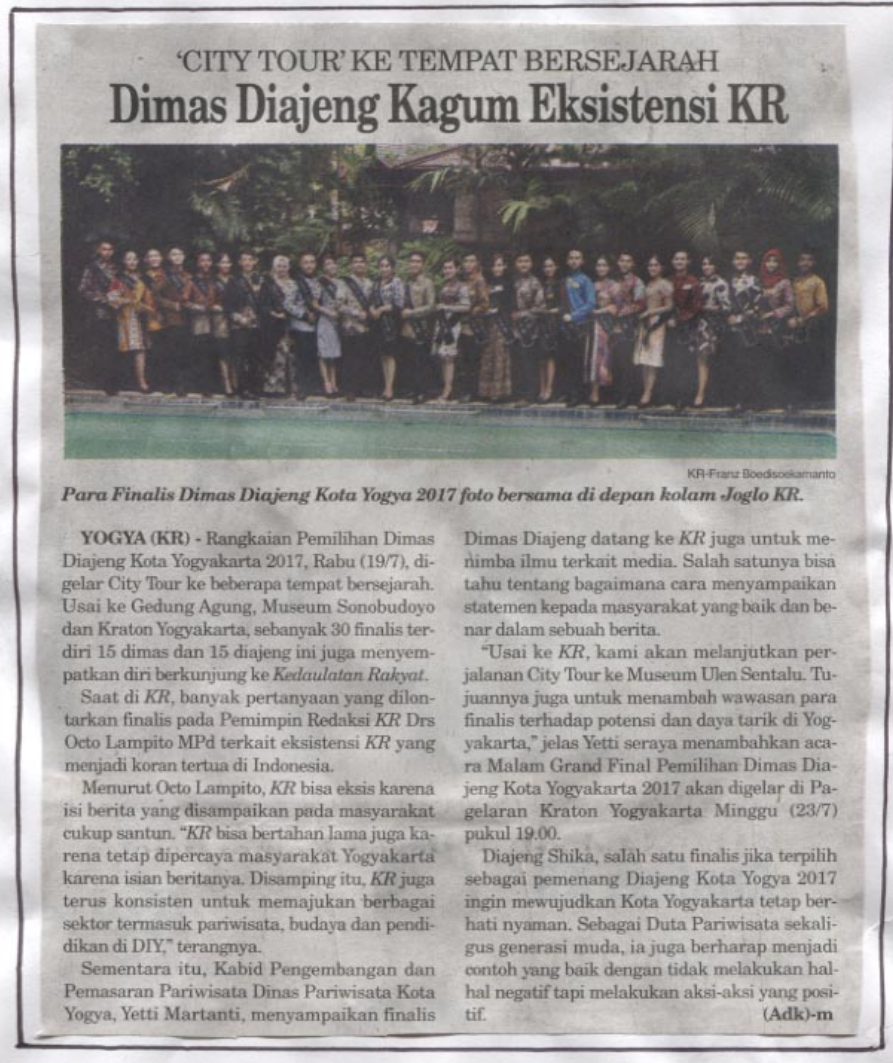 'CITY TOUR' KE TEMPAT BERSEJARAH
Dimas Diajeng Kagum Eksistensi KR
KR-Franz Boedisoekamanto
Para Finalis Dimas Diajeng Kota Yogya 2017 foto bersama di depan kolam Joglo KR.
YOGYA (KR) - Rangkaian Pemilihan Dimas
Diajeng Kota Yogyakarta 2017, Rabu (19/7), di-
gelar City Tour ke beberapa tempat bersejarah.
Usai ke Gedung Agung, Museum Sonobudoyo
dan Kraton Yogyakarta, sebanyak 30 finalis ter-
diri 15 dimas dan 15 diajeng ini juga menyem-
patkan diri berkunjung ke Kedaulatan Rakyat.
Saat di KR, banyak pertanyaan yang dilon-
tarkan finalis pada Pemimpin Redaksi KR Drs
Octo Lampito MPd terkait eksistensi KR yang
menjadi koran tertua di Indonesia.
Menurut Octo Lampito, KR bisa eksis karena
isi berita yang disampaikan pada masyarakat
cukup santun. "KR bisa bertahan lama juga ka-
rena tetap dipercaya masyarakat Yogyakarta
karena isian beritanya. Disamping itu, KR juga
terus konsisten untuk memajukan berbagai
sektor termasuk pariwisata, budaya dan pendi-
dikan di DIY," terangnya.
Sementara itu, Kabid Pengembangan dan
Pemasaran Pariwisata Dinas Pariwisata Kota
Yogya, Yetti Martanti, menyampaikan finalis
Dimas Diajeng datang ke KR juga untuk me-
nimba ilmu terkait media. Salah satunya bisa
tahu tentang bagaimana cara menyampaikan
statemen kepada masyarakat yang baik dan be-
nar dalam sebuah berita.
"Usai ke KR, kami akan melanjutkan per-
jalanan City Tour ke Museum Ulen Sentalu. Tu-
juannya juga untuk menambah wawasan para
finalis terhadap potensi dan daya tarik di Yog-
yakarta," jelas Yetti seraya menambahkan aca-
ra Malam Grand Final Pemilihan Dimas Dia-
jeng Kota Yogyakarta 2017 akan digelar di Pa-
gelaran Kraton Yogyakarta Minggu (23/7)
pukul 19.00.
Diajeng Shika, salah satu finalis jika terpilih
sebagai pemenang Diajeng Kota Yogya 2017
ingin mewujudkan Kota Yogyakarta tetap ber-
hati nyaman. Sebagai Duta Pariwisata sekali-
gus generasi muda, ia juga berharap menjadi
contoh yang baik dengan tidak melakukan hal-
hal negatif tapi melakukan aksi-aksi yang posi-
tif. (Adk)-m